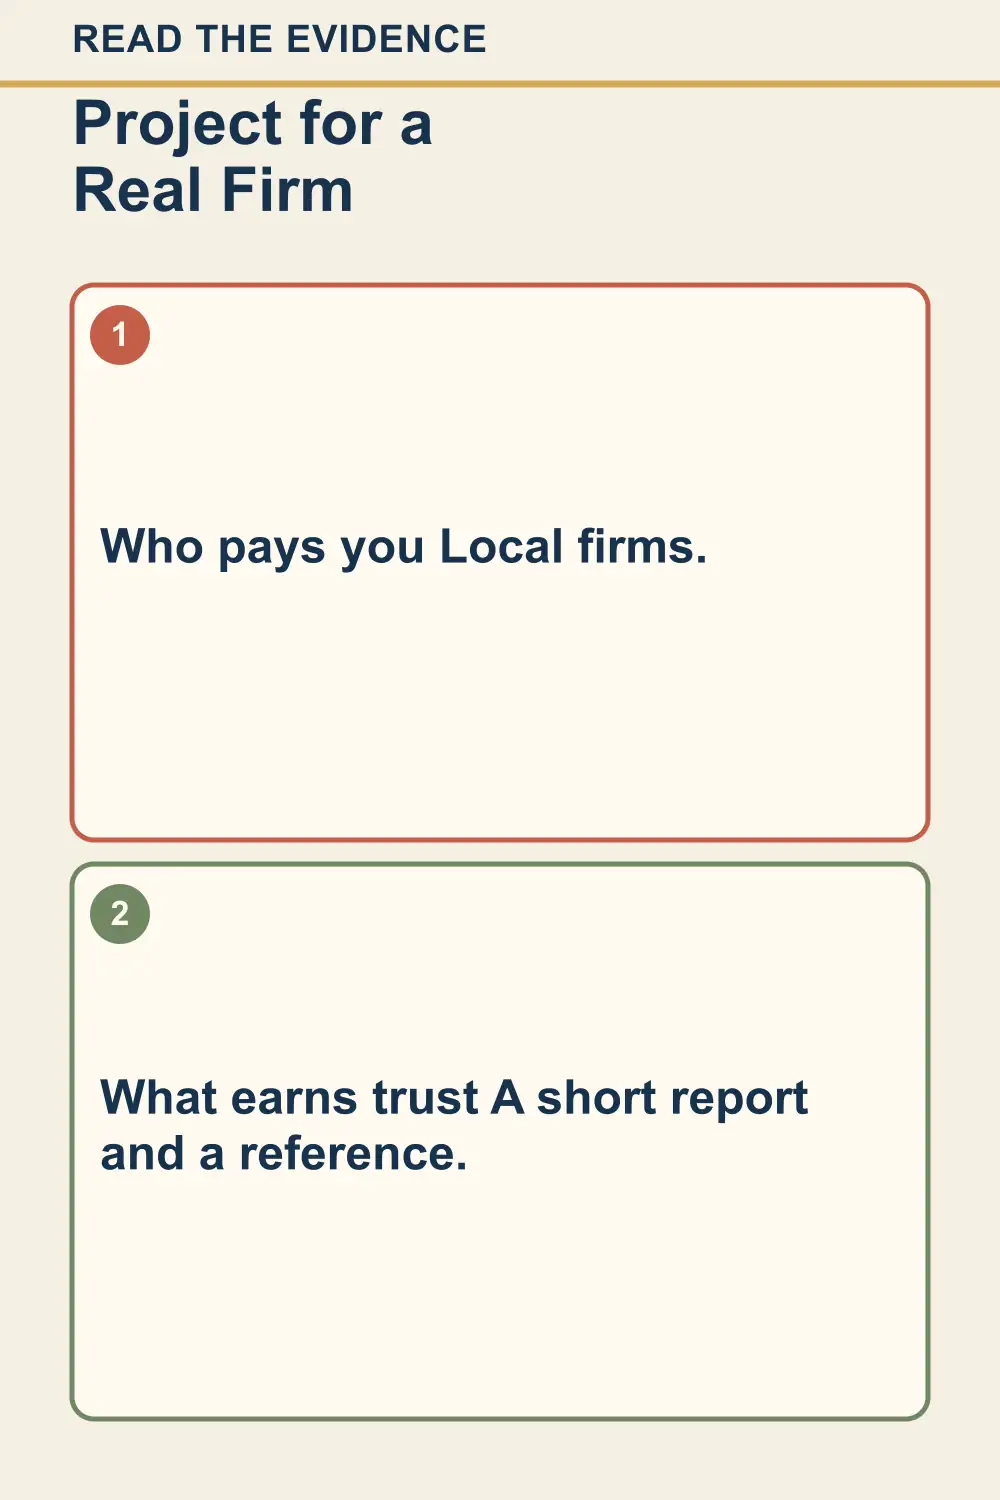 READ THE EVIDENCE
Project for a
Real Firm
1
Who pays you Local firms.
2
What earns trust A short report
and a reference.